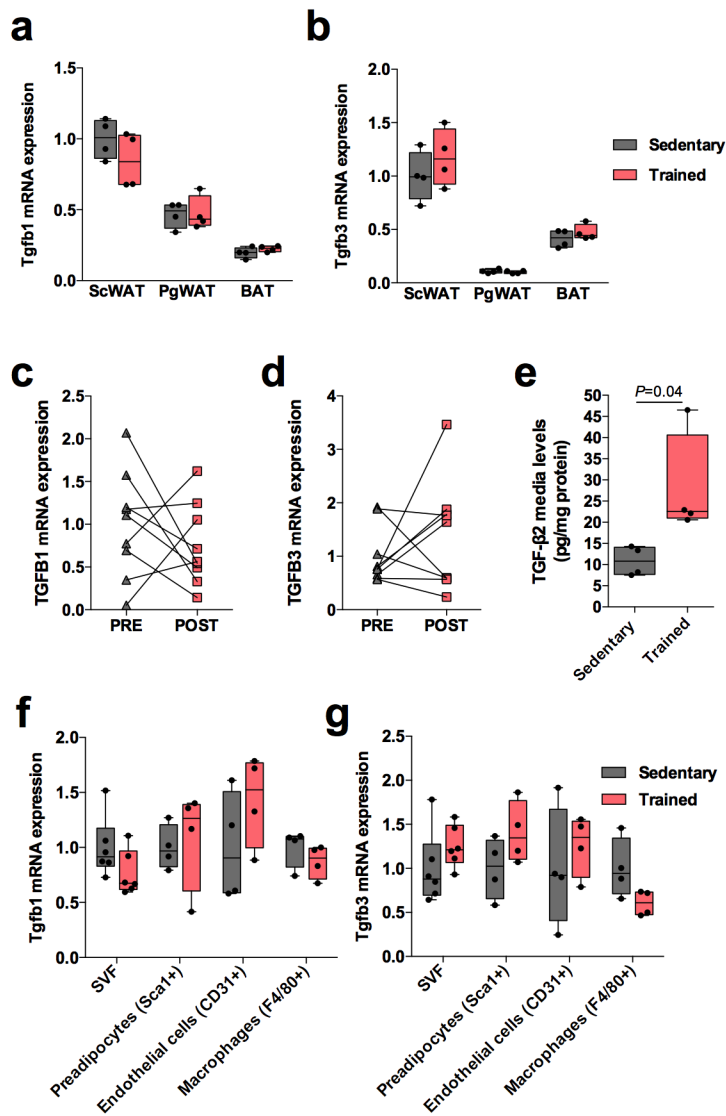 a
Tgfb1 mRNA expression
1.5
1.0
0.5
0.0
ScWAT PgWAT BAT
b
Tgfb3 mRNA expression
2.0
1.5
1.0
0.5
0.0
ScWAT PgWAT BAT
Sedentary
Trained
c
TGFB1 mRNA expression
2.5
2.0
1.5
1.0
0.5
0.0
PRE POST
d
TGFB3 mRNA expression
4
3
2
1
0
PRE POST
e
TGF-β2 media levels
(pg/mg protein)
P=0.04
50
45
40
35
30
25
20
15
10
5
0
Sedentary
Trained
f
Tgfb1 mRNA expression
2.0
1.5
1.0
0.5
0.0
SVF
Preadipocytes (Sca1+)
Endothelial cells (CD31+)
Macrophages (F4/80+)
g
Tgfb3 mRNA expression
2.5
2.0
1.5
1.0
0.5
0.0
SVF
Preadipocytes (Sca1+)
Endothelial cells (CD31+)
Macrophages (F4/80+)
Sedentary
Trained